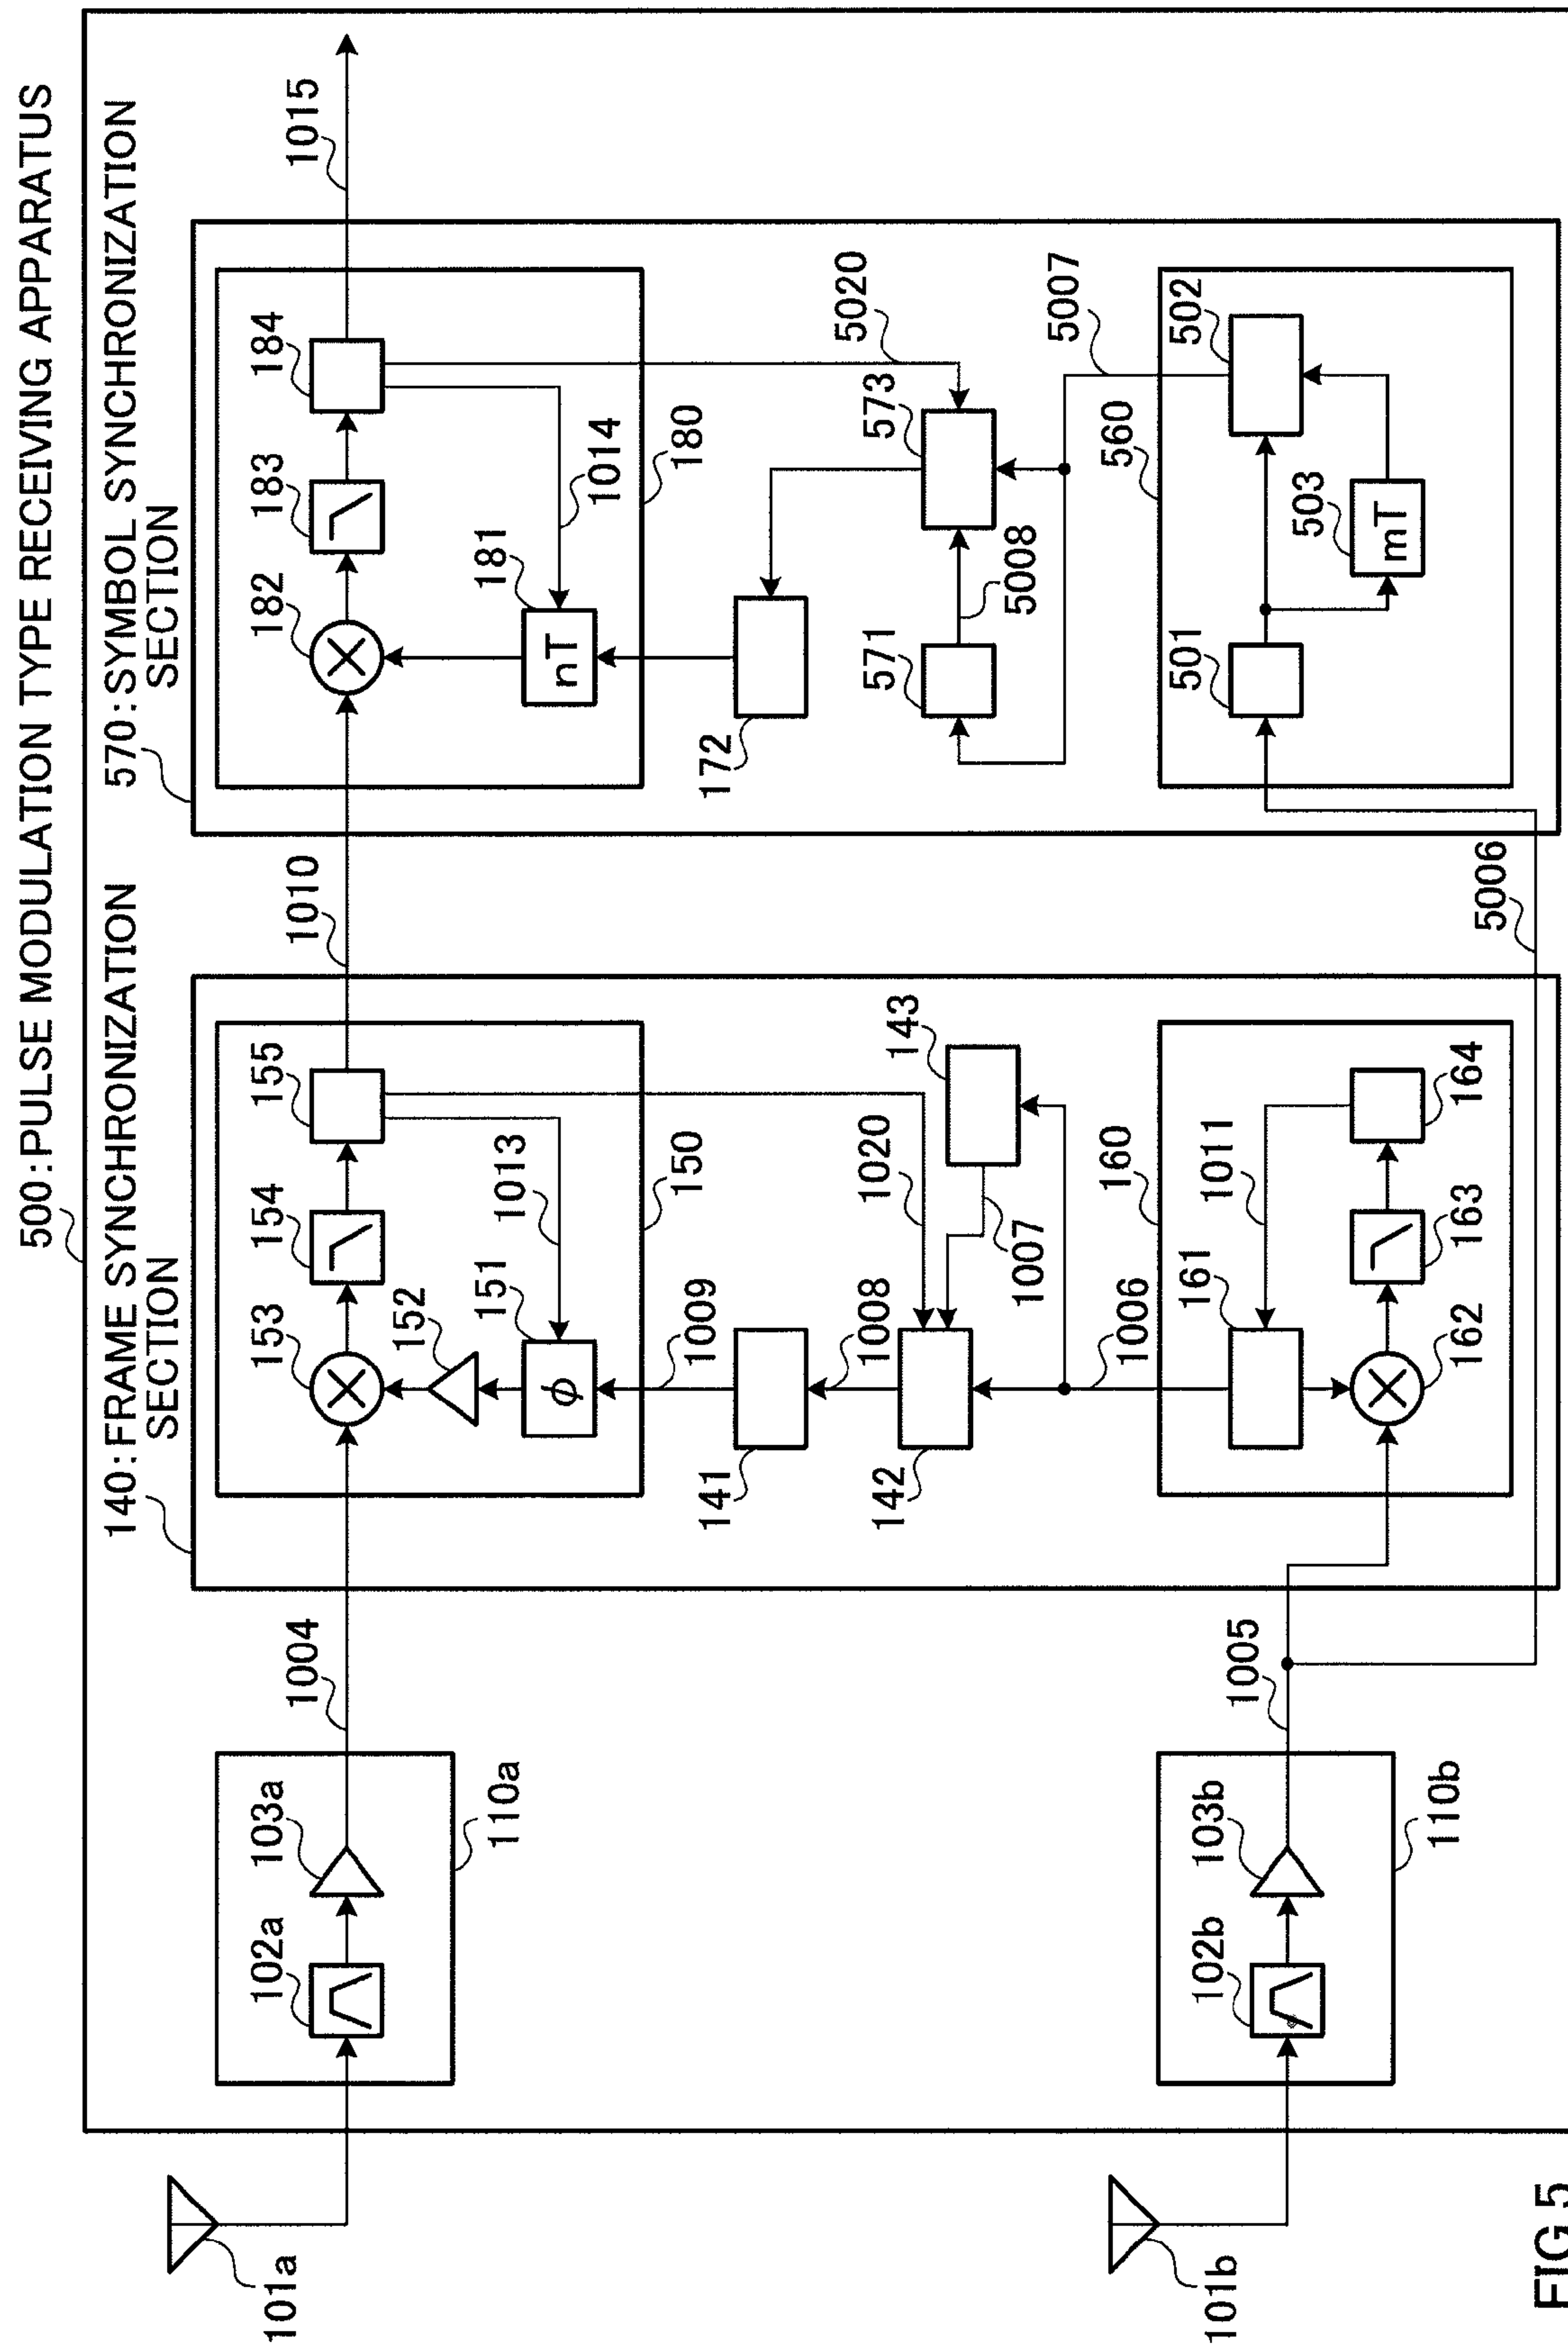 500:PULSE MODULATION TYPE RECEIVING APPARATUS
140:FRAME SYNCHRONIZATION
SECTION
570:SYMBOL SYNCHRONIZATION
SECTION
101a
102a
103a
110a
1004
153
154
155
152
151
ϕ
1013
150
1010
182
183
184
181
nT
1014
180
1015
1009
141
1008
142
1020
143
1007
1006
172
571
5008
573
5020
5007
101b
102b
103b
110b
1005
160
161
1011
162
163
164
5006
560
501
502
503
mT
FIG.5